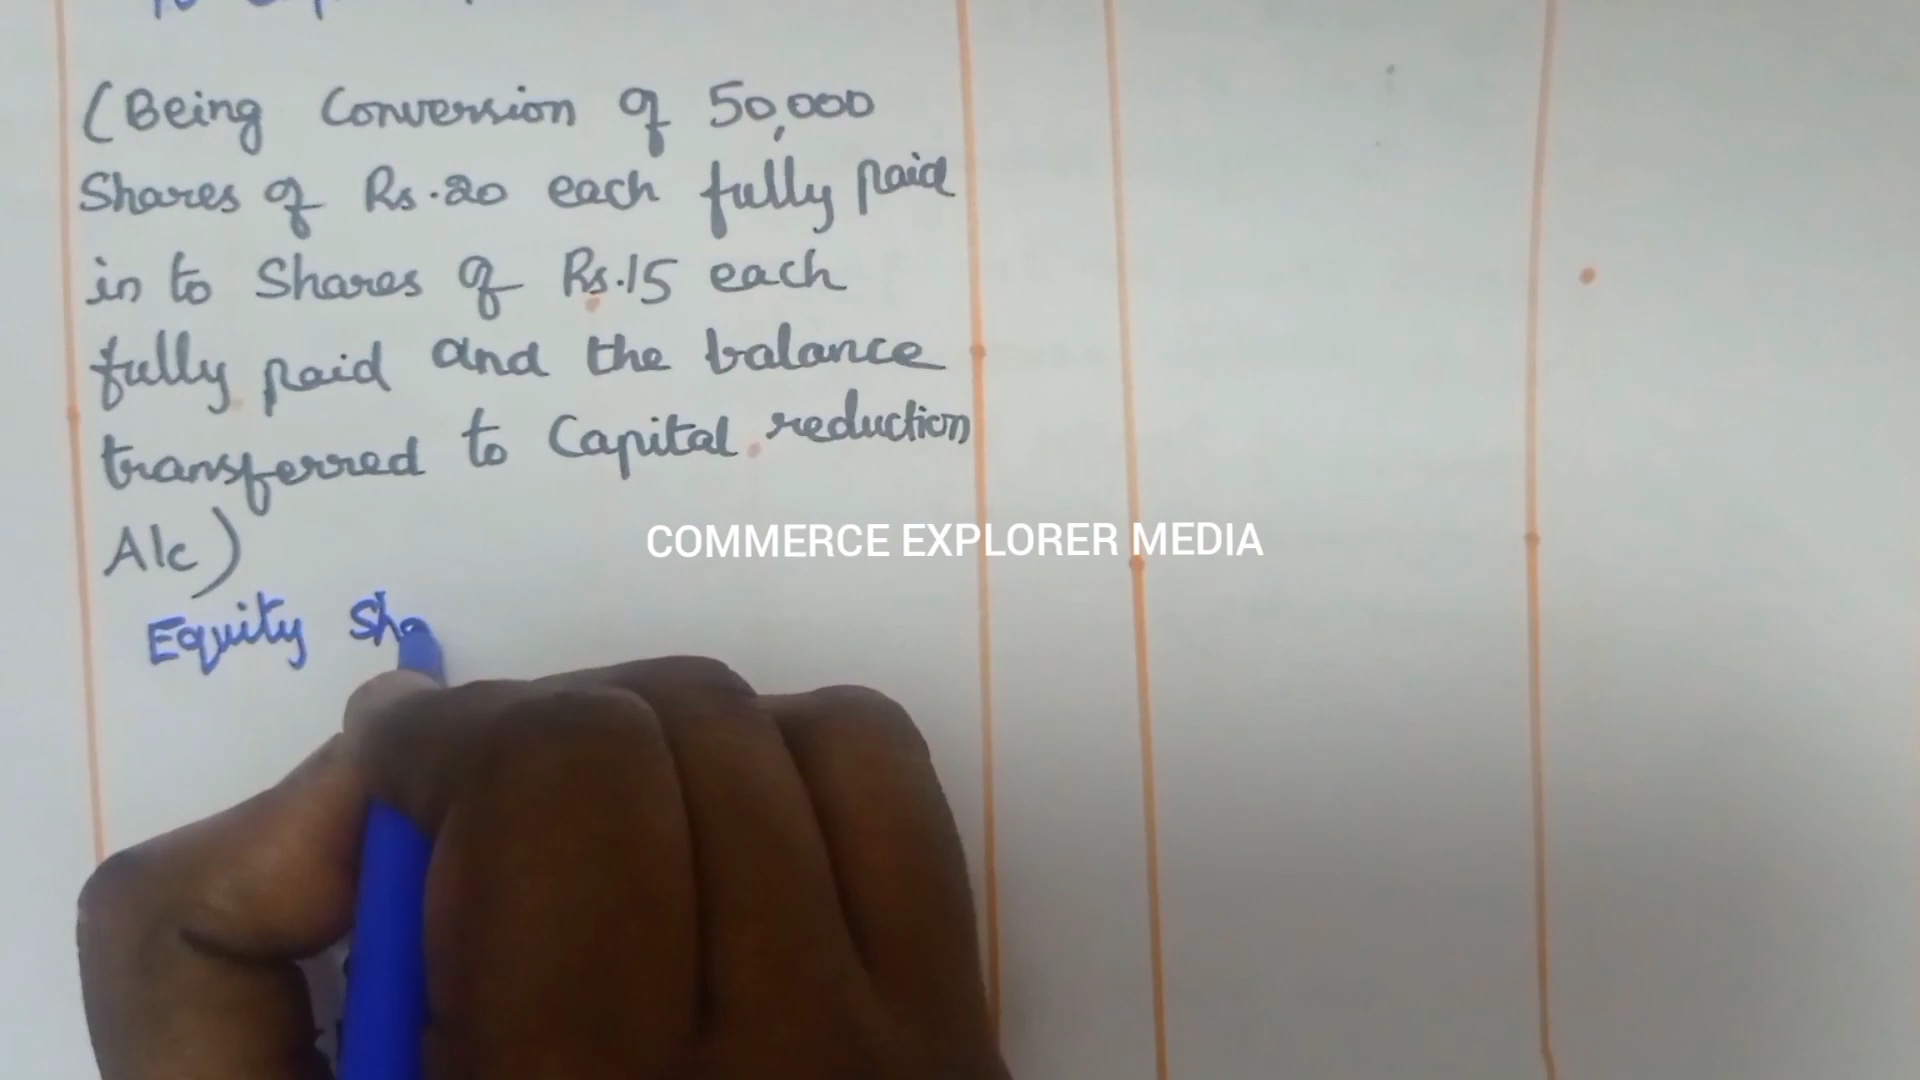 (Being Conversion of 50,000
Shares of Rs.20 each fully paid
in to Shares of Rs.15 each
fully paid and the balance
transferred to Capital reduction
A/c)
COMMERCE EXPLORER MEDIA
Equity Sha